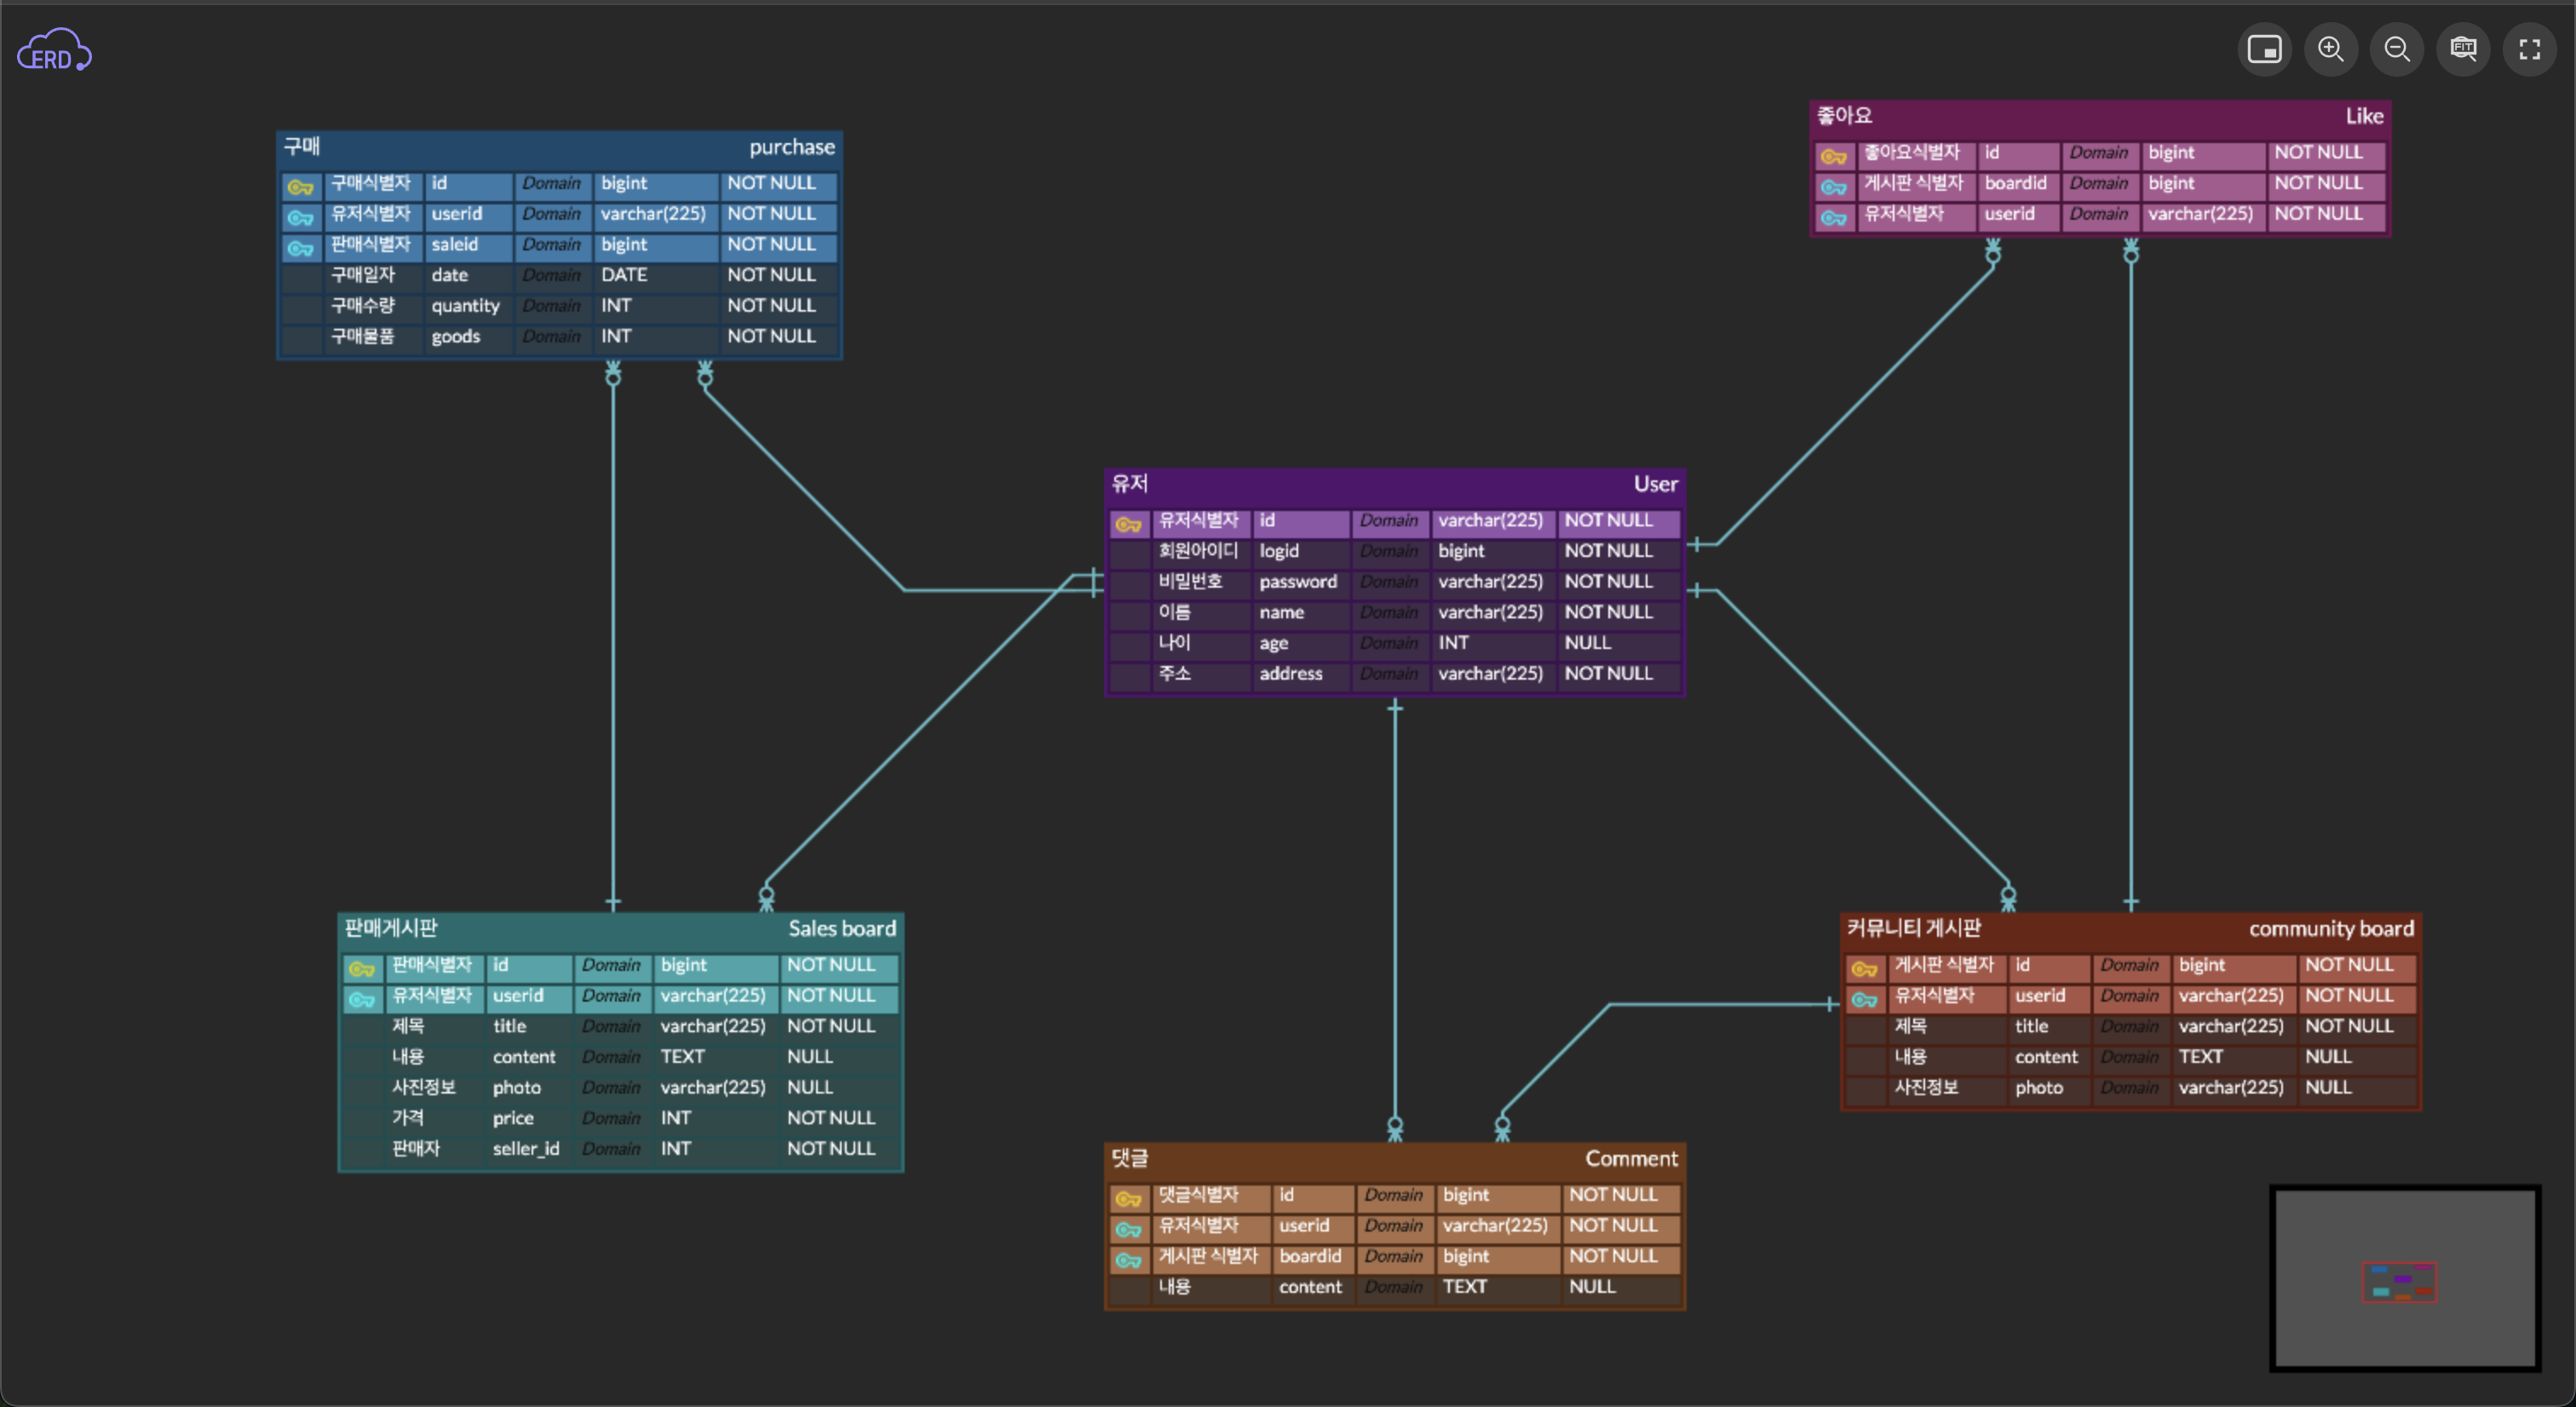 ERD
FIT
구매 purchase
구매식별자 id Domain bigint NOT NULL
유저식별자 userid Domain varchar(225) NOT NULL
판매식별자 saleid Domain bigint NOT NULL
구매일자 date Domain DATE NOT NULL
구매수량 quantity Domain INT NOT NULL
구매물품 goods Domain INT NOT NULL
좋아요 Like
좋아요식별자 id Domain bigint NOT NULL
게시판 식별자 boardid Domain bigint NOT NULL
유저식별자 userid Domain varchar(225) NOT NULL
유저 User
유저식별자 id Domain varchar(225) NOT NULL
회원아이디 logid Domain bigint NOT NULL
비밀번호 password Domain varchar(225) NOT NULL
이름 name Domain varchar(225) NOT NULL
나이 age Domain INT NULL
주소 address Domain varchar(225) NOT NULL
판매게시판 Sales board
판매식별자 id Domain bigint NOT NULL
유저식별자 userid Domain varchar(225) NOT NULL
제목 title Domain varchar(225) NOT NULL
내용 content Domain TEXT NULL
사진정보 photo Domain varchar(225) NULL
가격 price Domain INT NOT NULL
판매자 seller_id Domain INT NOT NULL
커뮤니티 게시판 community board
게시판 식별자 id Domain bigint NOT NULL
유저식별자 userid Domain varchar(225) NOT NULL
제목 title Domain varchar(225) NOT NULL
내용 content Domain TEXT NULL
사진정보 photo Domain varchar(225) NULL
댓글 Comment
댓글식별자 id Domain bigint NOT NULL
유저식별자 userid Domain varchar(225) NOT NULL
게시판 식별자 boardid Domain bigint NOT NULL
내용 content Domain TEXT NULL